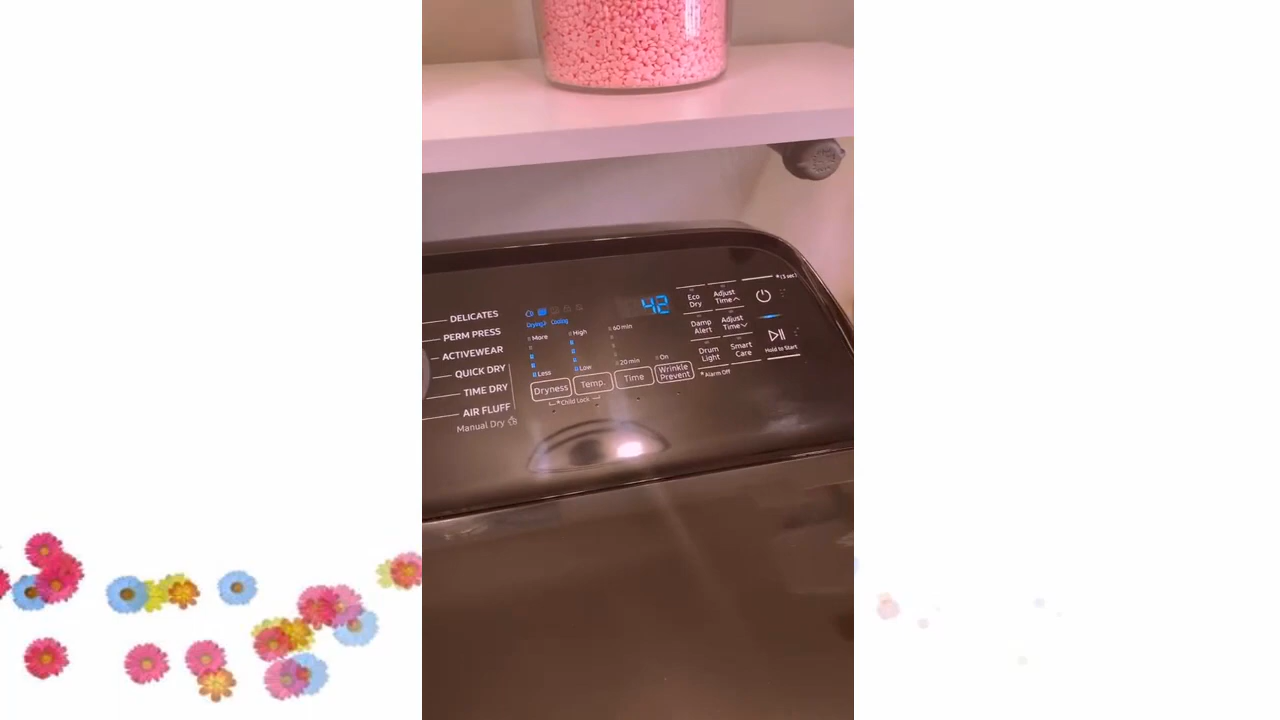 DELICATES
PERM PRESS
ACTIVEWEAR
QUICK DRY
TIME DRY
AIR FLUFF
Manual Dry
Drying Cooling
More
Less
High
Low
60 min
20 min
On
Dryness
Temp.
Time
Wrinkle
Prevent
*Child Lock
42
Eco
Dry
Adjust
Time
Damp
Alert
Adjust
Time
Drum
Light
Smart
Care
*Alarm Off
*(3 sec)
Hold to Start